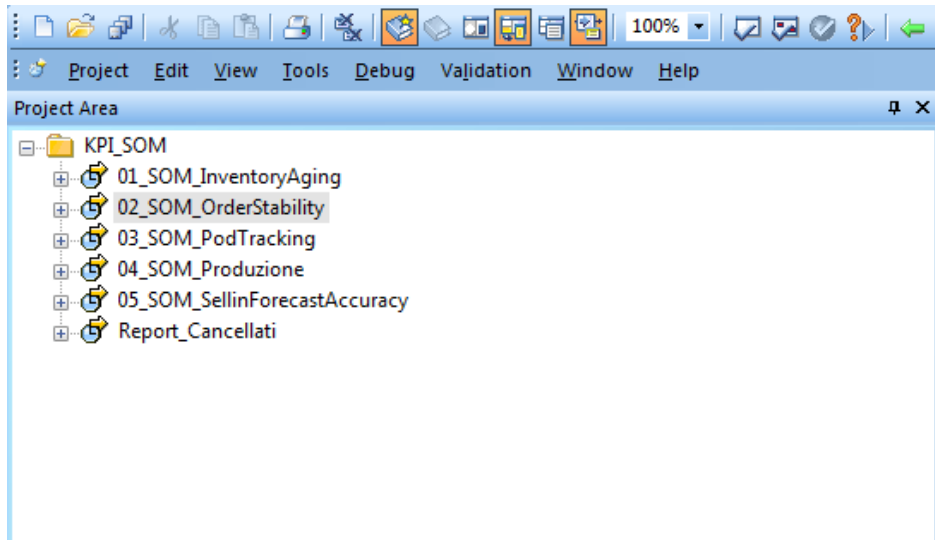 100%
Project Edit View Tools Debug Validation Window Help
Project Area
KPI_SOM
01_SOM_InventoryAging
02_SOM_OrderStability
03_SOM_PodTracking
04_SOM_Produzione
05_SOM_SellinForecastAccuracy
Report_Cancellati